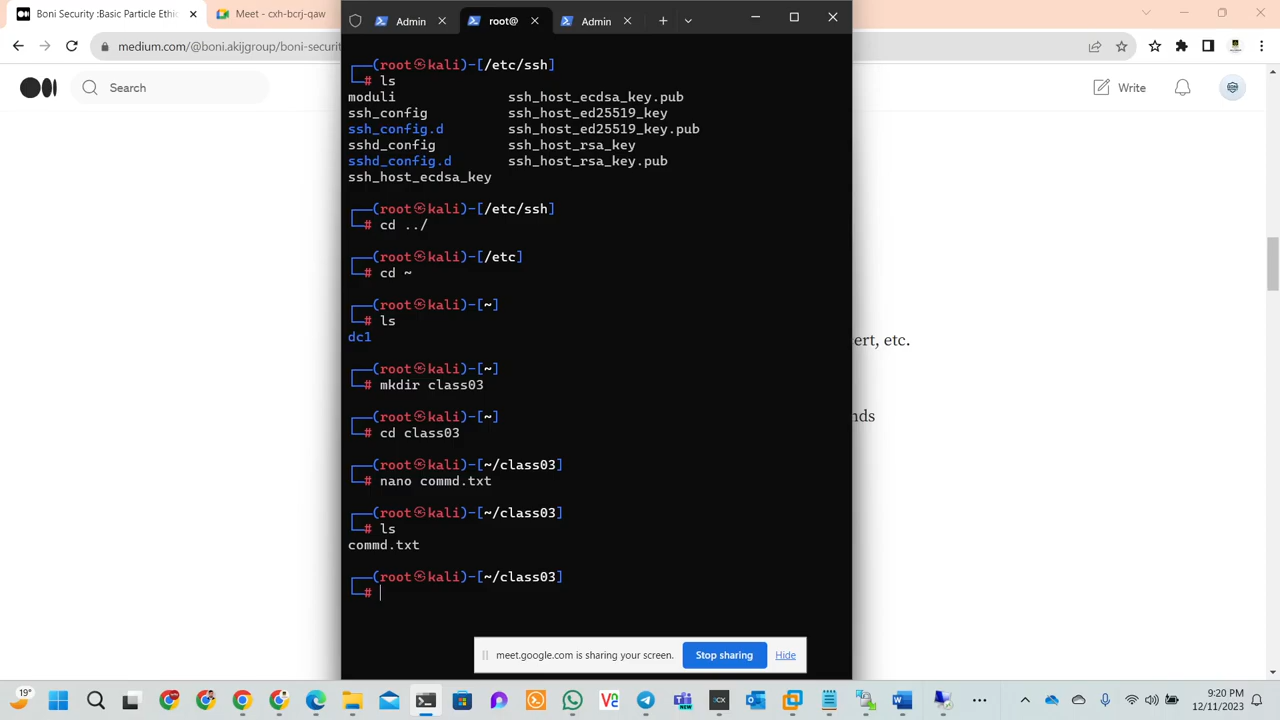 Boni Security :Basic Particle Ethic
Meet - cxh-bcrj-qaw
Admin
root@
Admin
medium.com/@boni.akijgroup/boni-securit
Search
Write
(root㉿kali)-[/etc/ssh]
# ls
moduli ssh_host_ecdsa_key.pub
ssh_config ssh_host_ed25519_key
ssh_config.d ssh_host_ed25519_key.pub
sshd_config ssh_host_rsa_key
sshd_config.d ssh_host_rsa_key.pub
ssh_host_ecdsa_key
(root㉿kali)-[/etc/ssh]
# cd ../
(root㉿kali)-[/etc]
# cd ~
(root㉿kali)-[~]
# ls
dc1
ert, etc.
(root㉿kali)-[~]
# mkdir class03
(root㉿kali)-[~]
nds
# cd class03
(root㉿kali)-[~/class03]
# nano commd.txt
(root㉿kali)-[~/class03]
# ls
commd.txt
(root㉿kali)-[~/class03]
#
meet.google.com is sharing your screen. Stop sharing Hide
19°
NEW
9:20 PM
12/11/2023